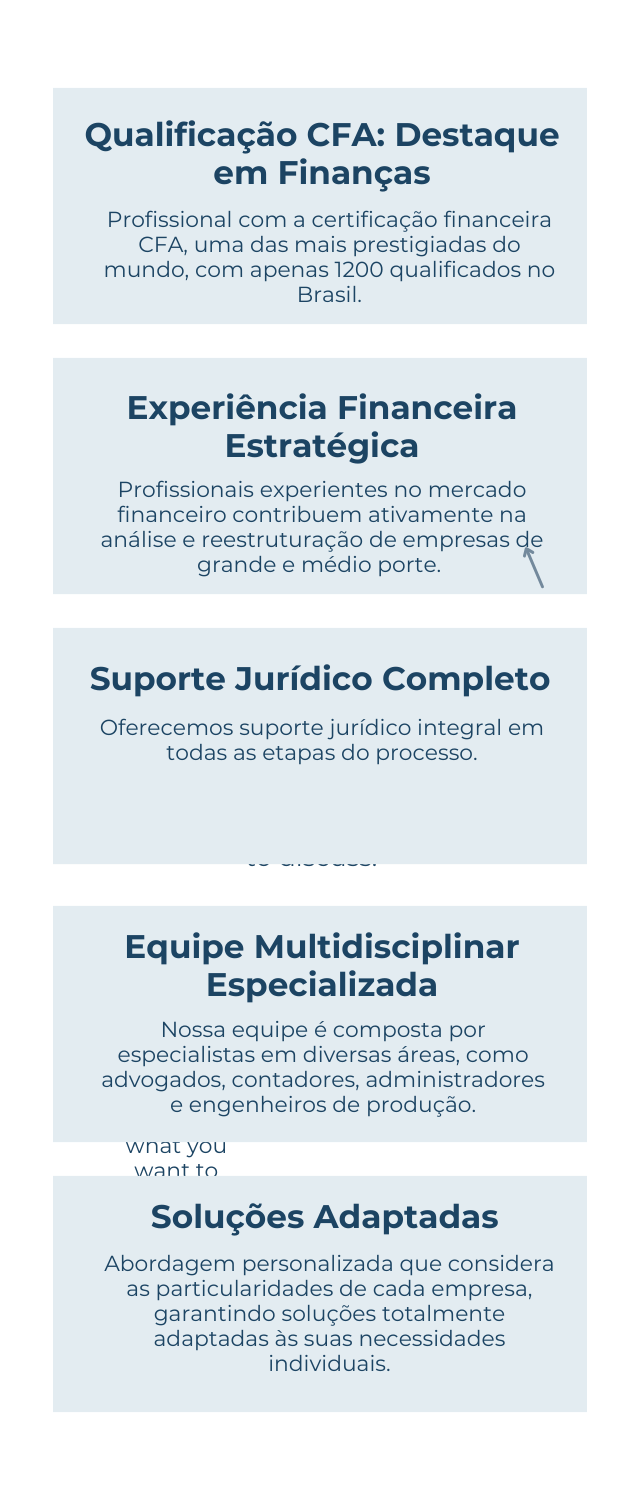 Qualificação CFA: Destaque
em Finanças
Profissional com a certificação financeira
CFA, uma das mais prestigiadas do
mundo, com apenas 1200 qualificados no
Brasil.
Experiência Financeira
Estratégica
Profissionais experientes no mercado
financeiro contribuem ativamente na
análise e reestruturação de empresas de
grande e médio porte.
Suporte Jurídico Completo
Oferecemos suporte jurídico integral em
todas as etapas do processo.
to discuss.
Equipe Multidisciplinar
Especializada
Nossa equipe é composta por
especialistas em diversas áreas, como
advogados, contadores, administradores
e engenheiros de produção.
what you
want to
Soluções Adaptadas
Abordagem personalizada que considera
as particularidades de cada empresa,
garantindo soluções totalmente
adaptadas às suas necessidades
individuais.